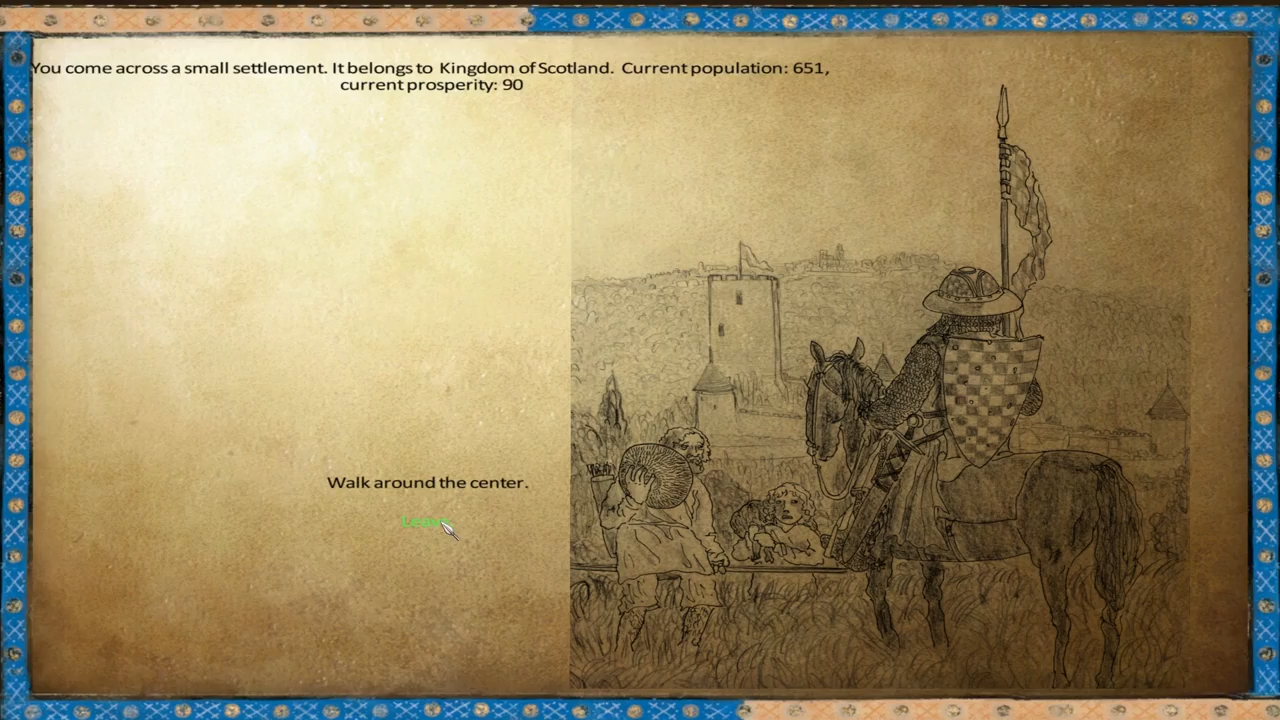 You come across a small settlement. It belongs to Kingdom of Scotland. Current population: 651,
current prosperity: 90
Walk around the center.
Leave